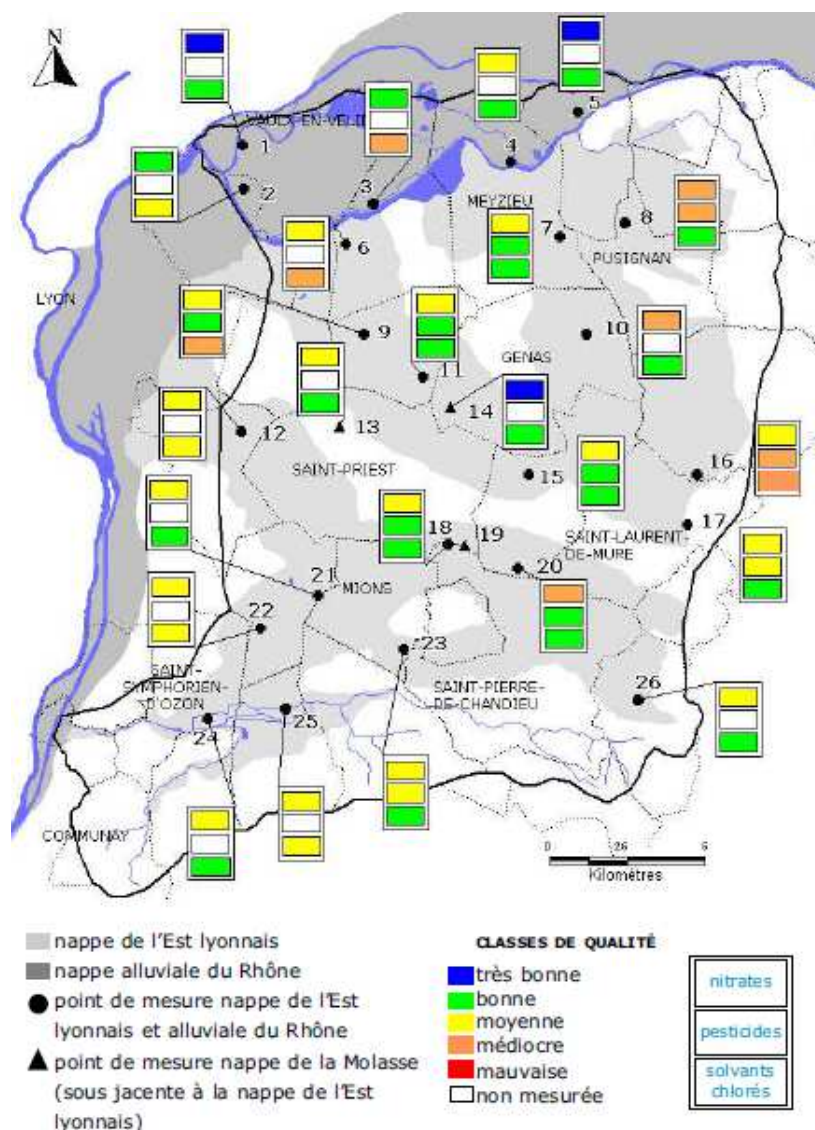 N
VAULX-EN-VELIN
1
2
3
4
5
MEYZIEU
6
7
8
PUSIGNAN
LYON
9
10
11
GENAS
12
13
14
SAINT-PRIEST
15
16
17
18
19
SAINT-LAURENT-
DE-MURE
20
21
MIONS
22
23
SAINT-
SYMPHORIEN-
D'OZON
SAINT-PIERRE-
DE-CHANDIEU
24
25
26
COMMUNAY
0
6
Kilomètres
nappe de l'Est lyonnais
nappe alluviale du Rhône
point de mesure nappe de l'Est
lyonnais et alluviale du Rhône
point de mesure nappe de la Molasse
(sous jacente à la nappe de l'Est
lyonnais)
CLASSES DE QUALITÉ
très bonne
bonne
moyenne
médiocre
mauvaise
non mesurée
nitrates
pesticides
solvants
chlorés